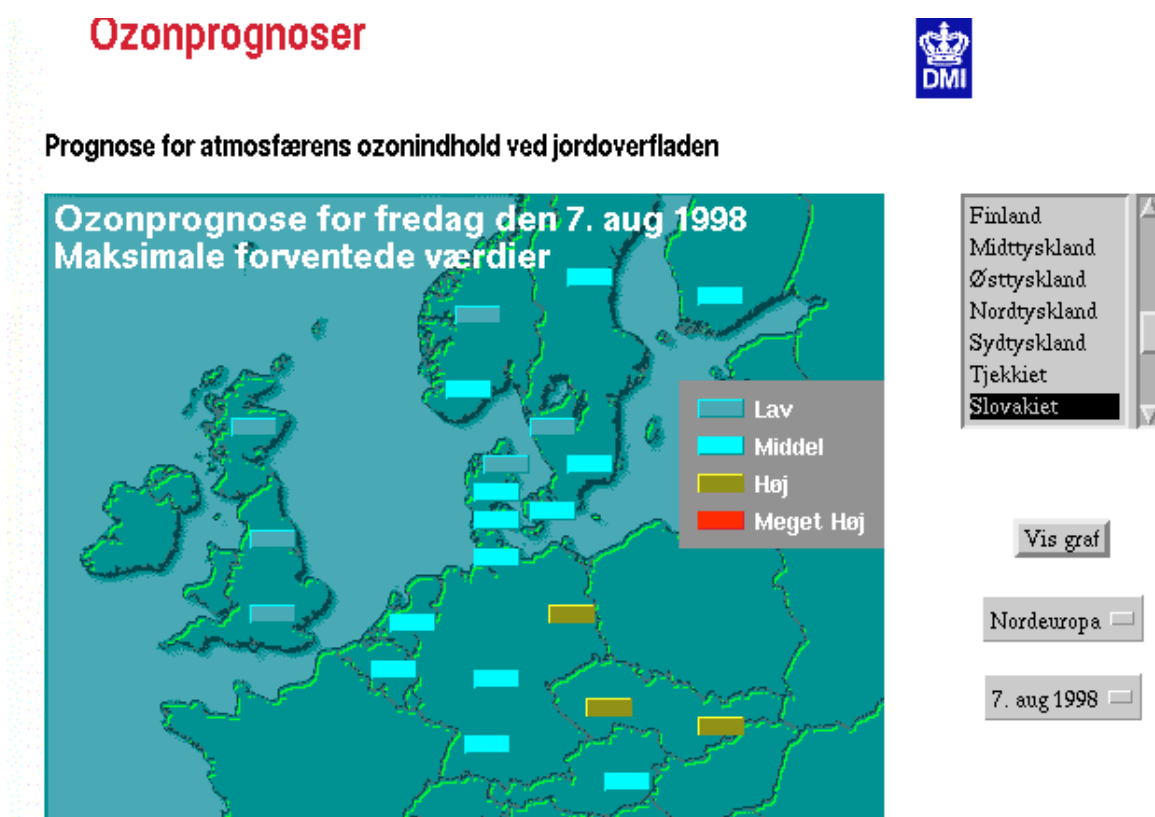 Ozonprognoser
DMI
Prognose for atmosfærens ozonindhold ved jordoverfladen
Ozonprognose for fredag den 7. aug 1998
Maksimale forventede værdier
Lav
Middel
Høj
Meget Høj
Finland
Midttyskland
Østtyskland
Nordtyskland
Sydtyskland
Tjekkiet
Slovakiet
Vis graf
Nordeuropa
7. aug 1998